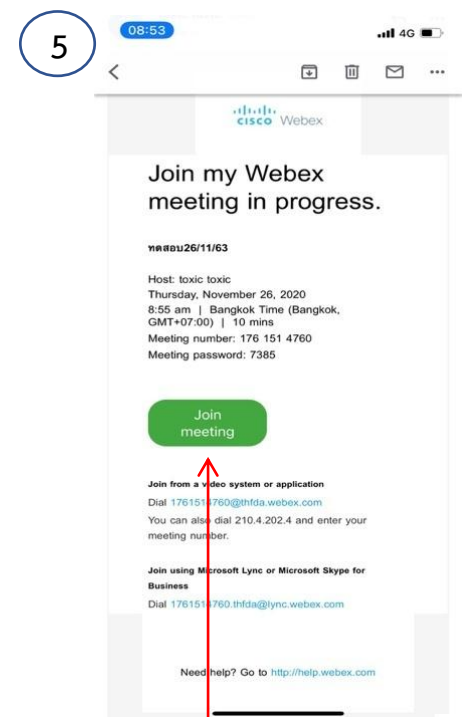 5
08:53
4G
cisco Webex
Join my Webex
meeting in progress.
ทดสอบ26/11/63
Host: toxic toxic
Thursday, November 26, 2020
8:55 am | Bangkok Time (Bangkok,
GMT+07:00) | 10 mins
Meeting number: 176 151 4760
Meeting password: 7385
Join
meeting
Join from a video system or application
Dial 1761514760@thfda.webex.com
You can also dial 210.4.202.4 and enter your
meeting number.
Join using Microsoft Lync or Microsoft Skype for
Business
Dial 1761514760.thfda@lync.webex.com
Need help? Go to http://help.webex.com